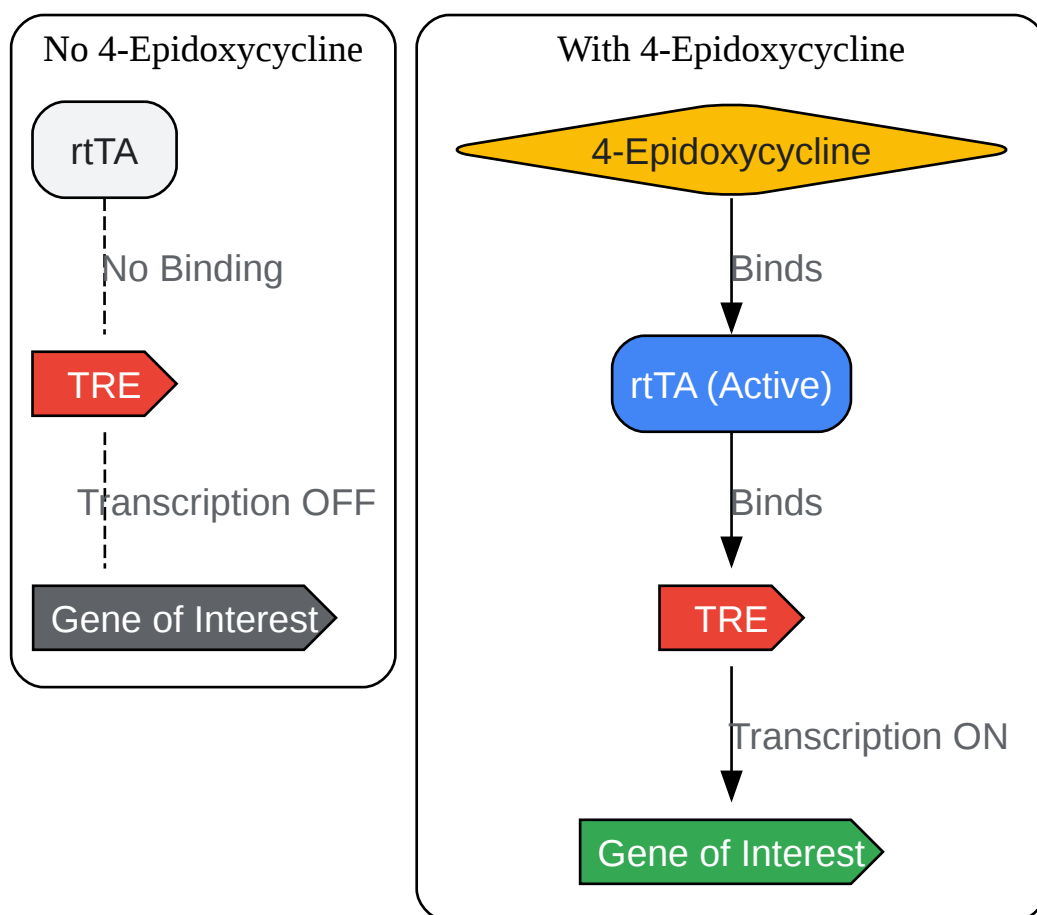 No 4-Epidoxycycline
rtTA
No Binding
TRE
Transcription OFF
Gene of Interest
With 4-Epidoxycycline
4-Epidoxycycline
Binds
rtTA (Active)
Binds
TRE
Transcription ON
Gene of Interest